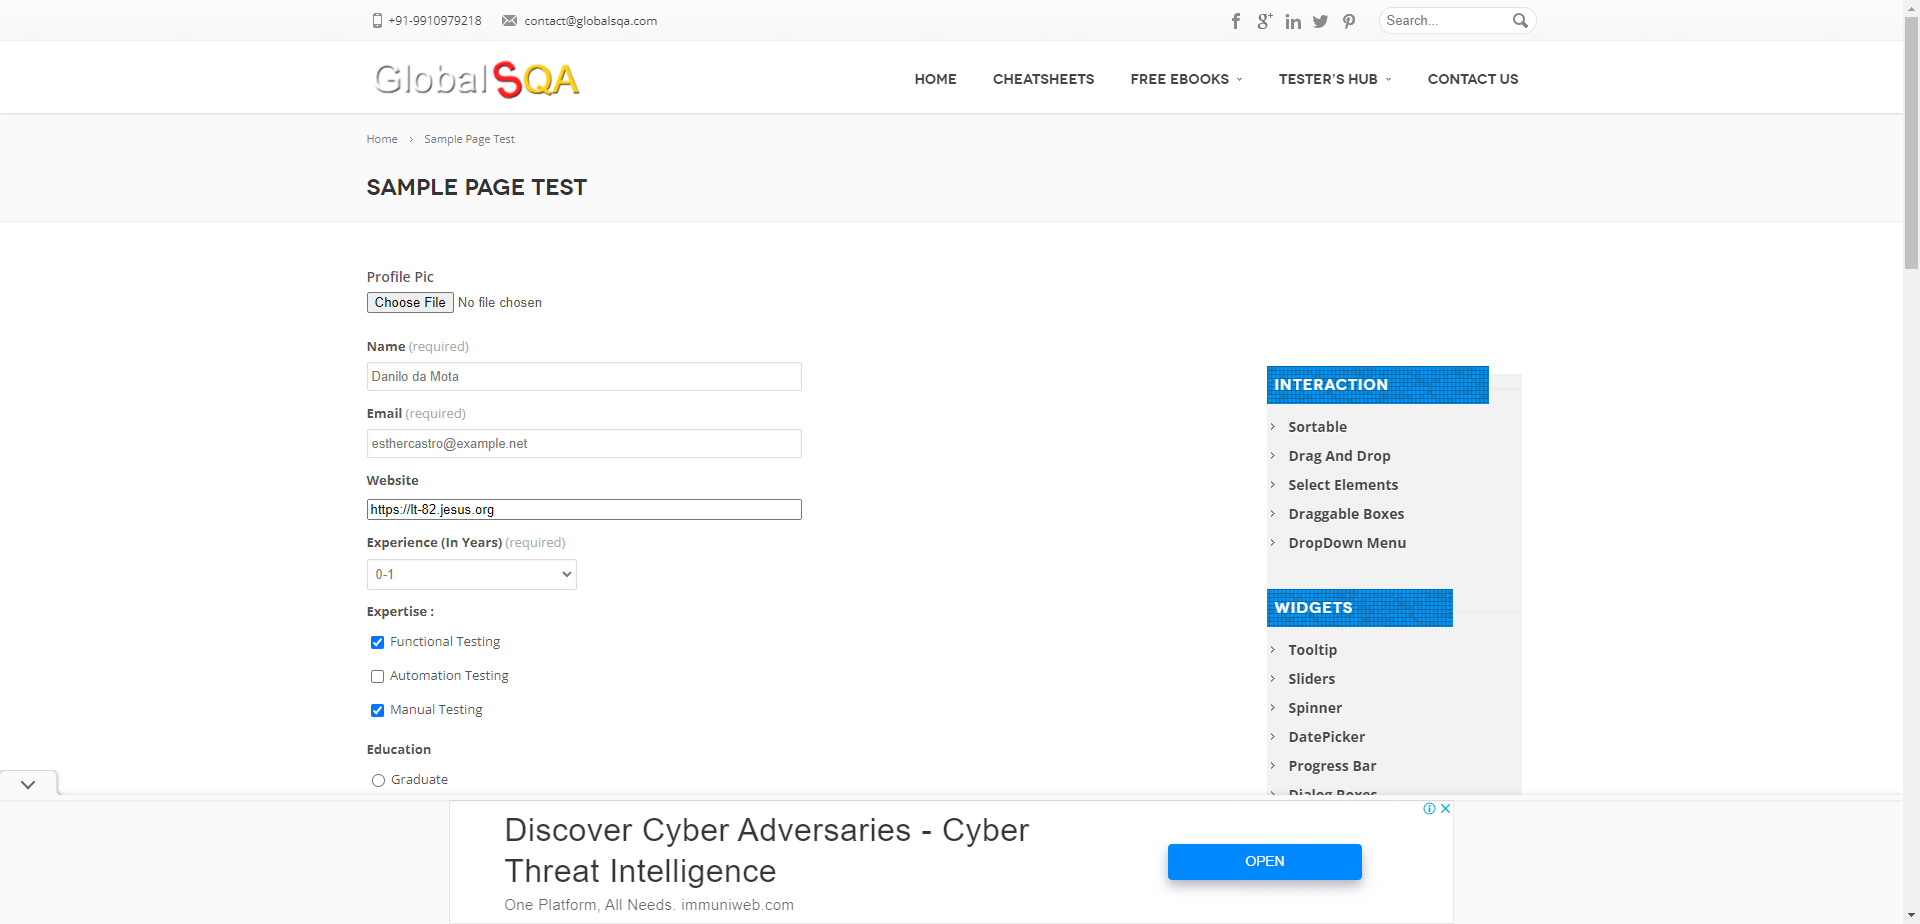 +91-9910979218 contact@globalsqa.com Search...
GlobalSQA
HOME CHEATSHEETS FREE EBOOKS TESTER'S HUB CONTACT US
Home › Sample Page Test
SAMPLE PAGE TEST
Profile Pic
Choose File No file chosen
Name (required)
Danilo da Mota
Email (required)
esthercastro@example.net
Website
https://lt-82.jesus.org
Experience (In Years) (required)
0-1
Expertise :
Functional Testing
Automation Testing
Manual Testing
Education
Graduate
INTERACTION
Sortable
Drag And Drop
Select Elements
Draggable Boxes
DropDown Menu
WIDGETS
Tooltip
Sliders
Spinner
DatePicker
Progress Bar
Dialog Boxes
Discover Cyber Adversaries - Cyber
Threat Intelligence
One Platform, All Needs. immuniweb.com
OPEN